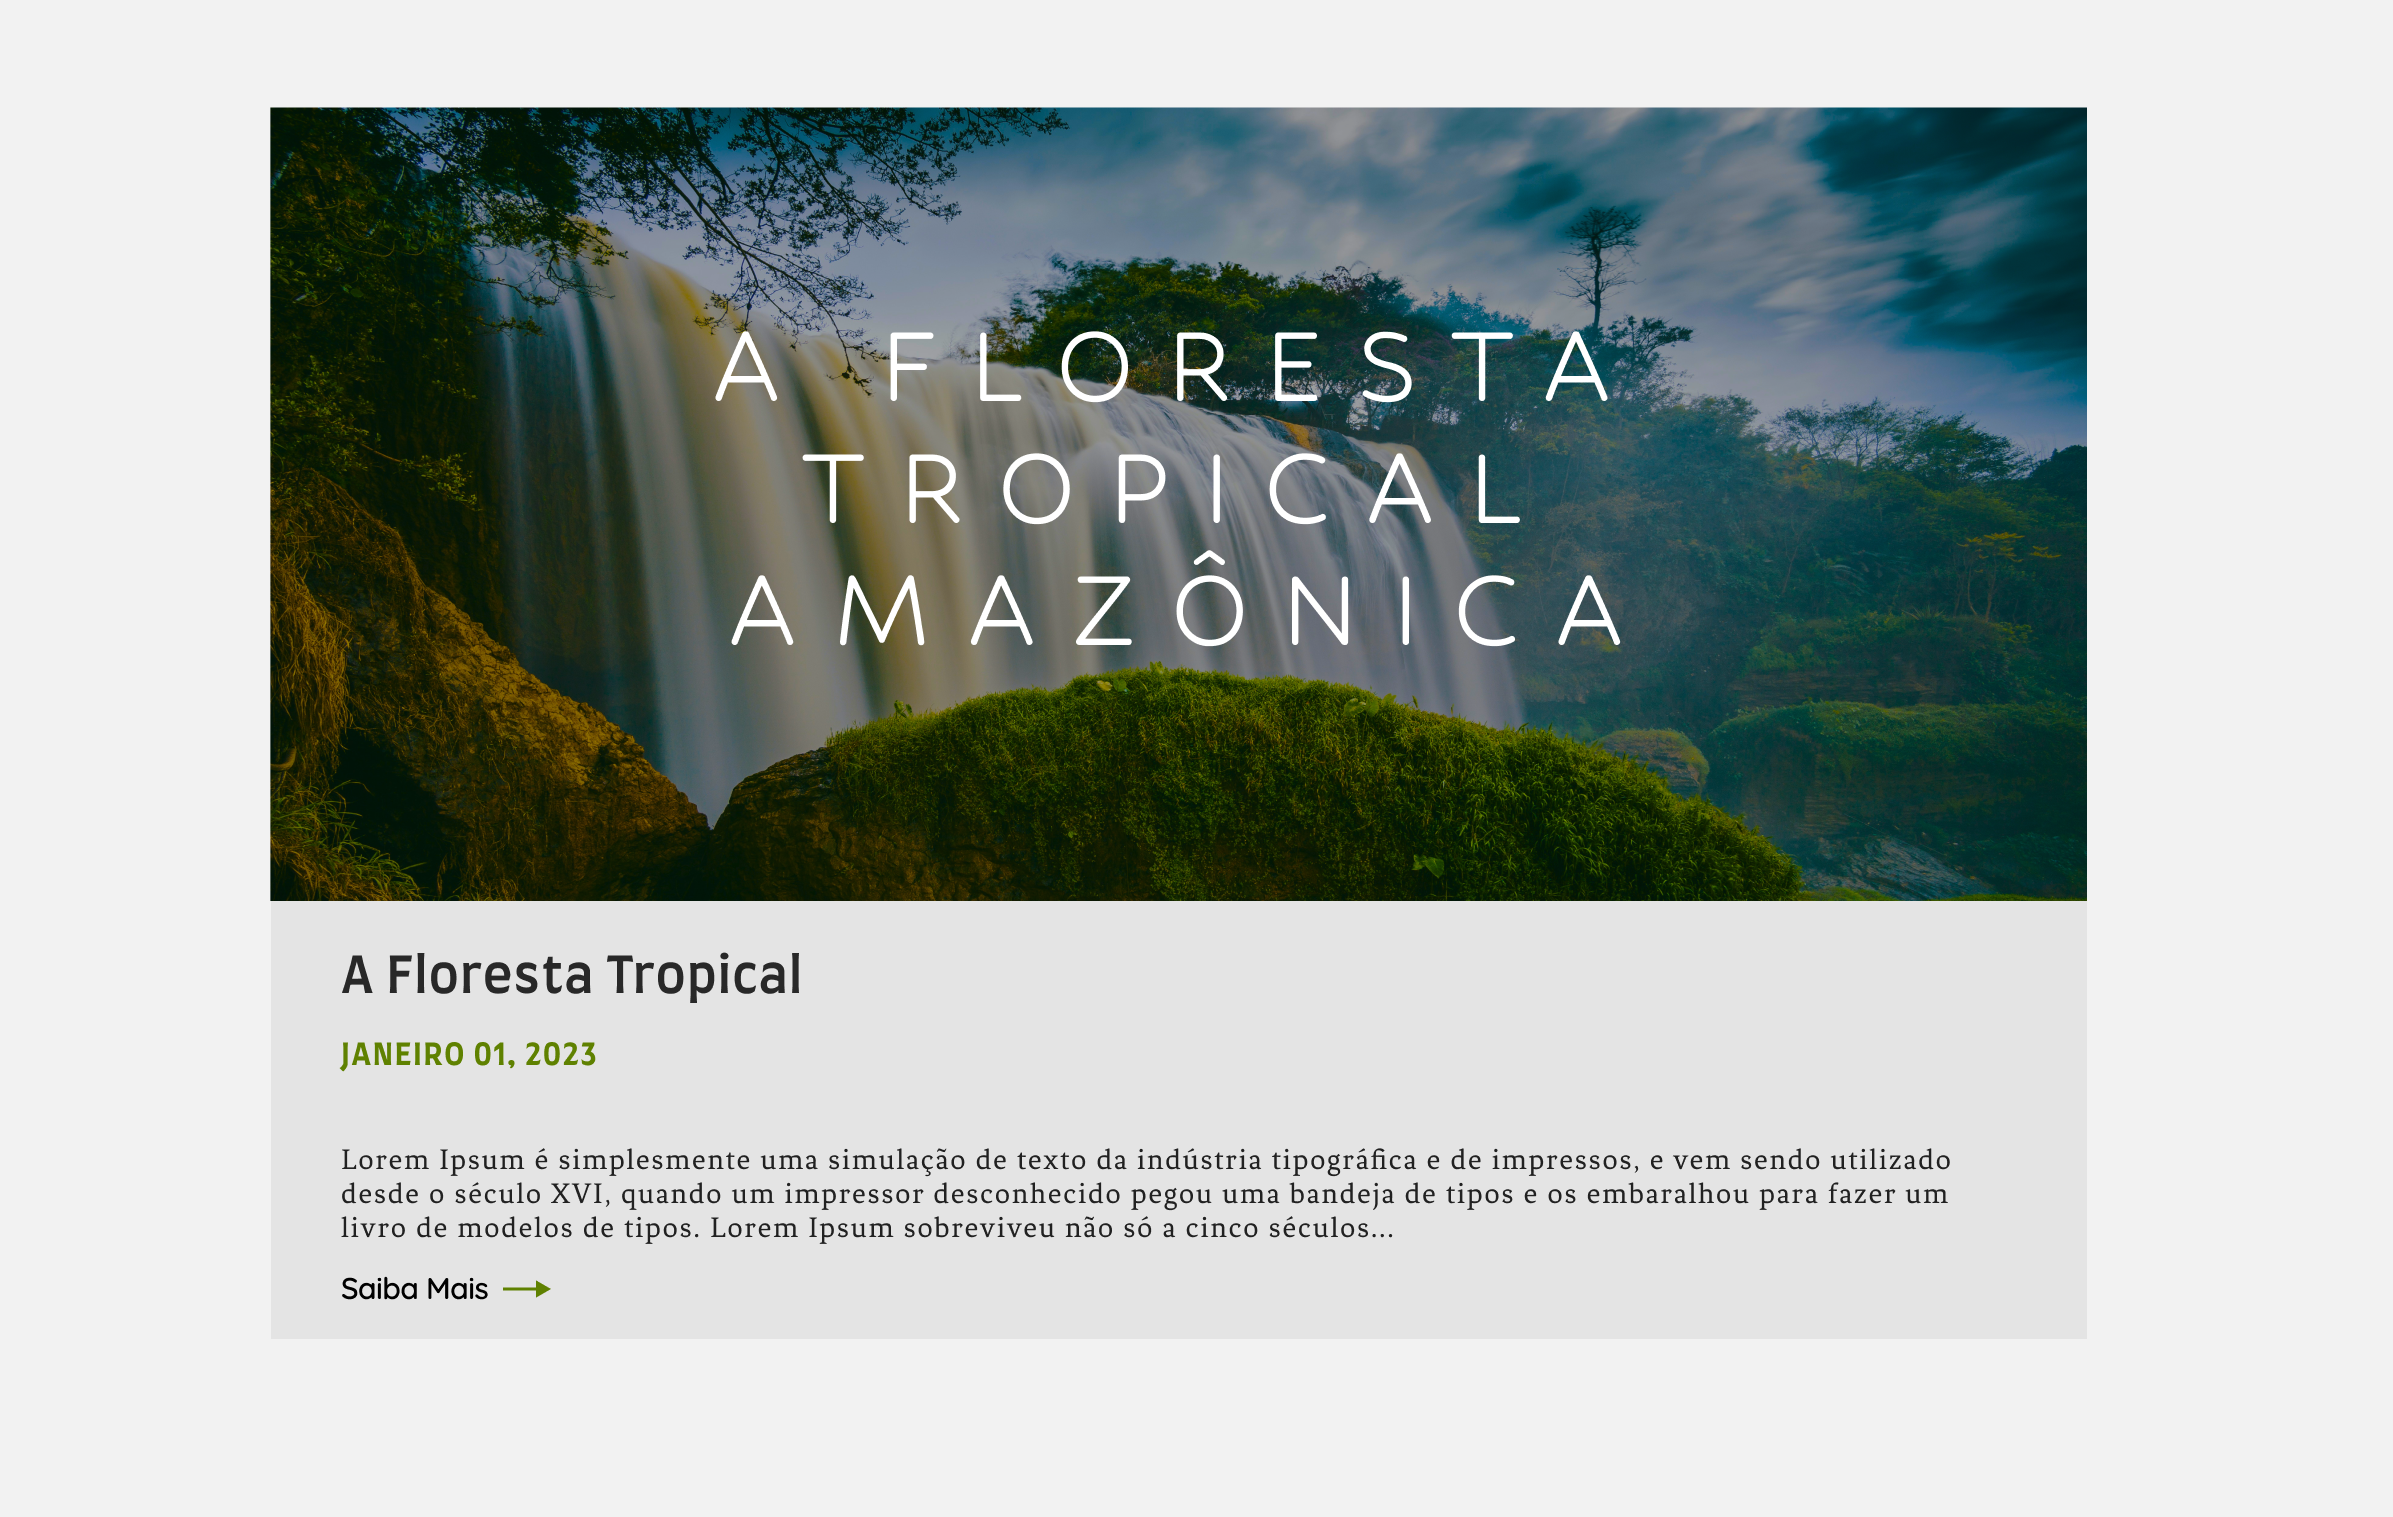 A FLORESTA
TROPICAL
AMAZÔNICA
A Floresta Tropical
JANEIRO 01, 2023
Lorem Ipsum é simplesmente uma simulação de texto da indústria tipográfica e de impressos, e vem sendo utilizado
desde o século XVI, quando um impressor desconhecido pegou uma bandeja de tipos e os embaralhou para fazer um
livro de modelos de tipos. Lorem Ipsum sobreviveu não só a cinco séculos...
Saiba Mais